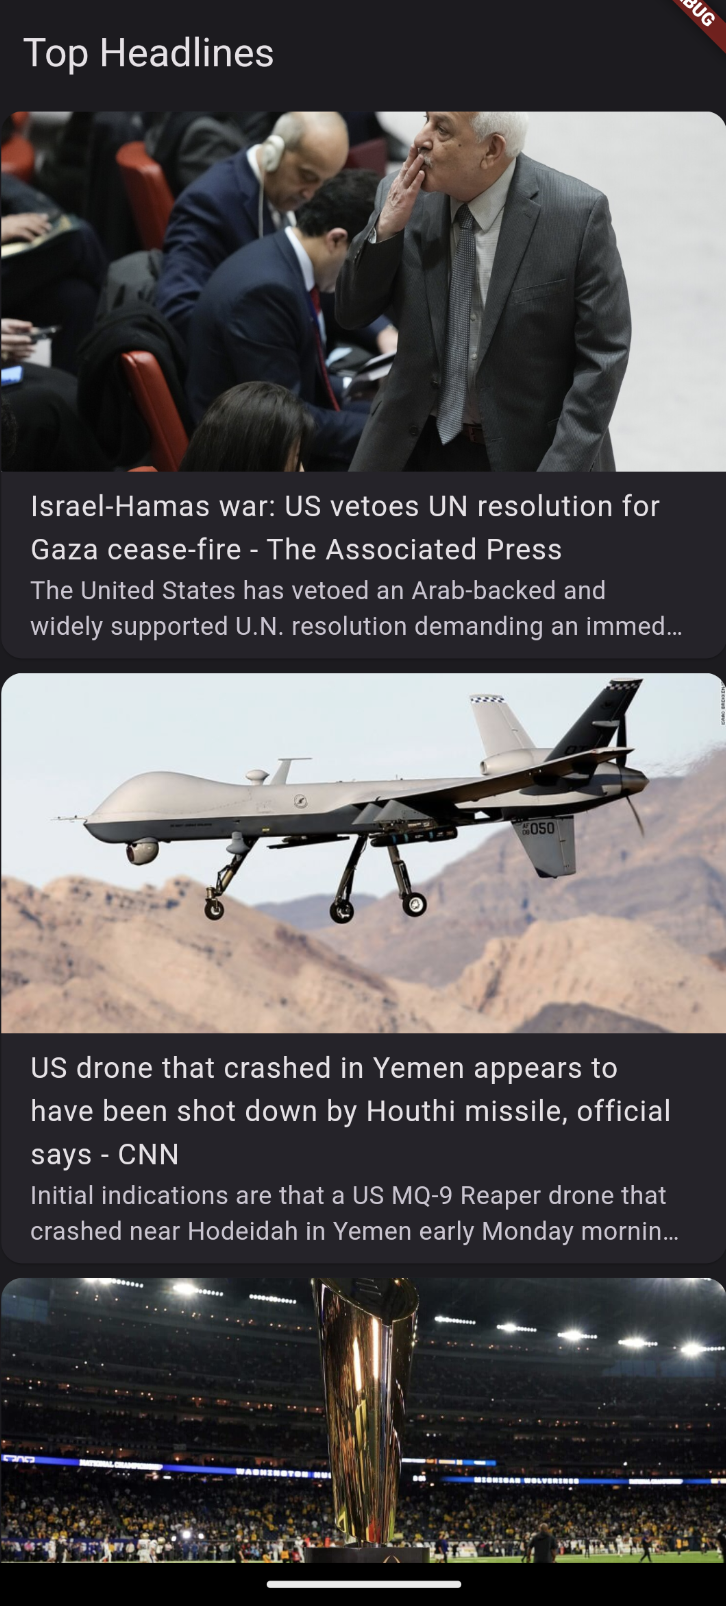 BUG
Top Headlines
Israel-Hamas war: US vetoes UN resolution for
Gaza cease-fire - The Associated Press
The United States has vetoed an Arab-backed and
widely supported U.N. resolution demanding an immed…
050
US drone that crashed in Yemen appears to
have been shot down by Houthi missile, official
says - CNN
Initial indications are that a US MQ-9 Reaper drone that
crashed near Hodeidah in Yemen early Monday mornin…
NATIONAL CHAMPIONSHIP
WASHINGTON HU
MICHIGAN WOLVERINES